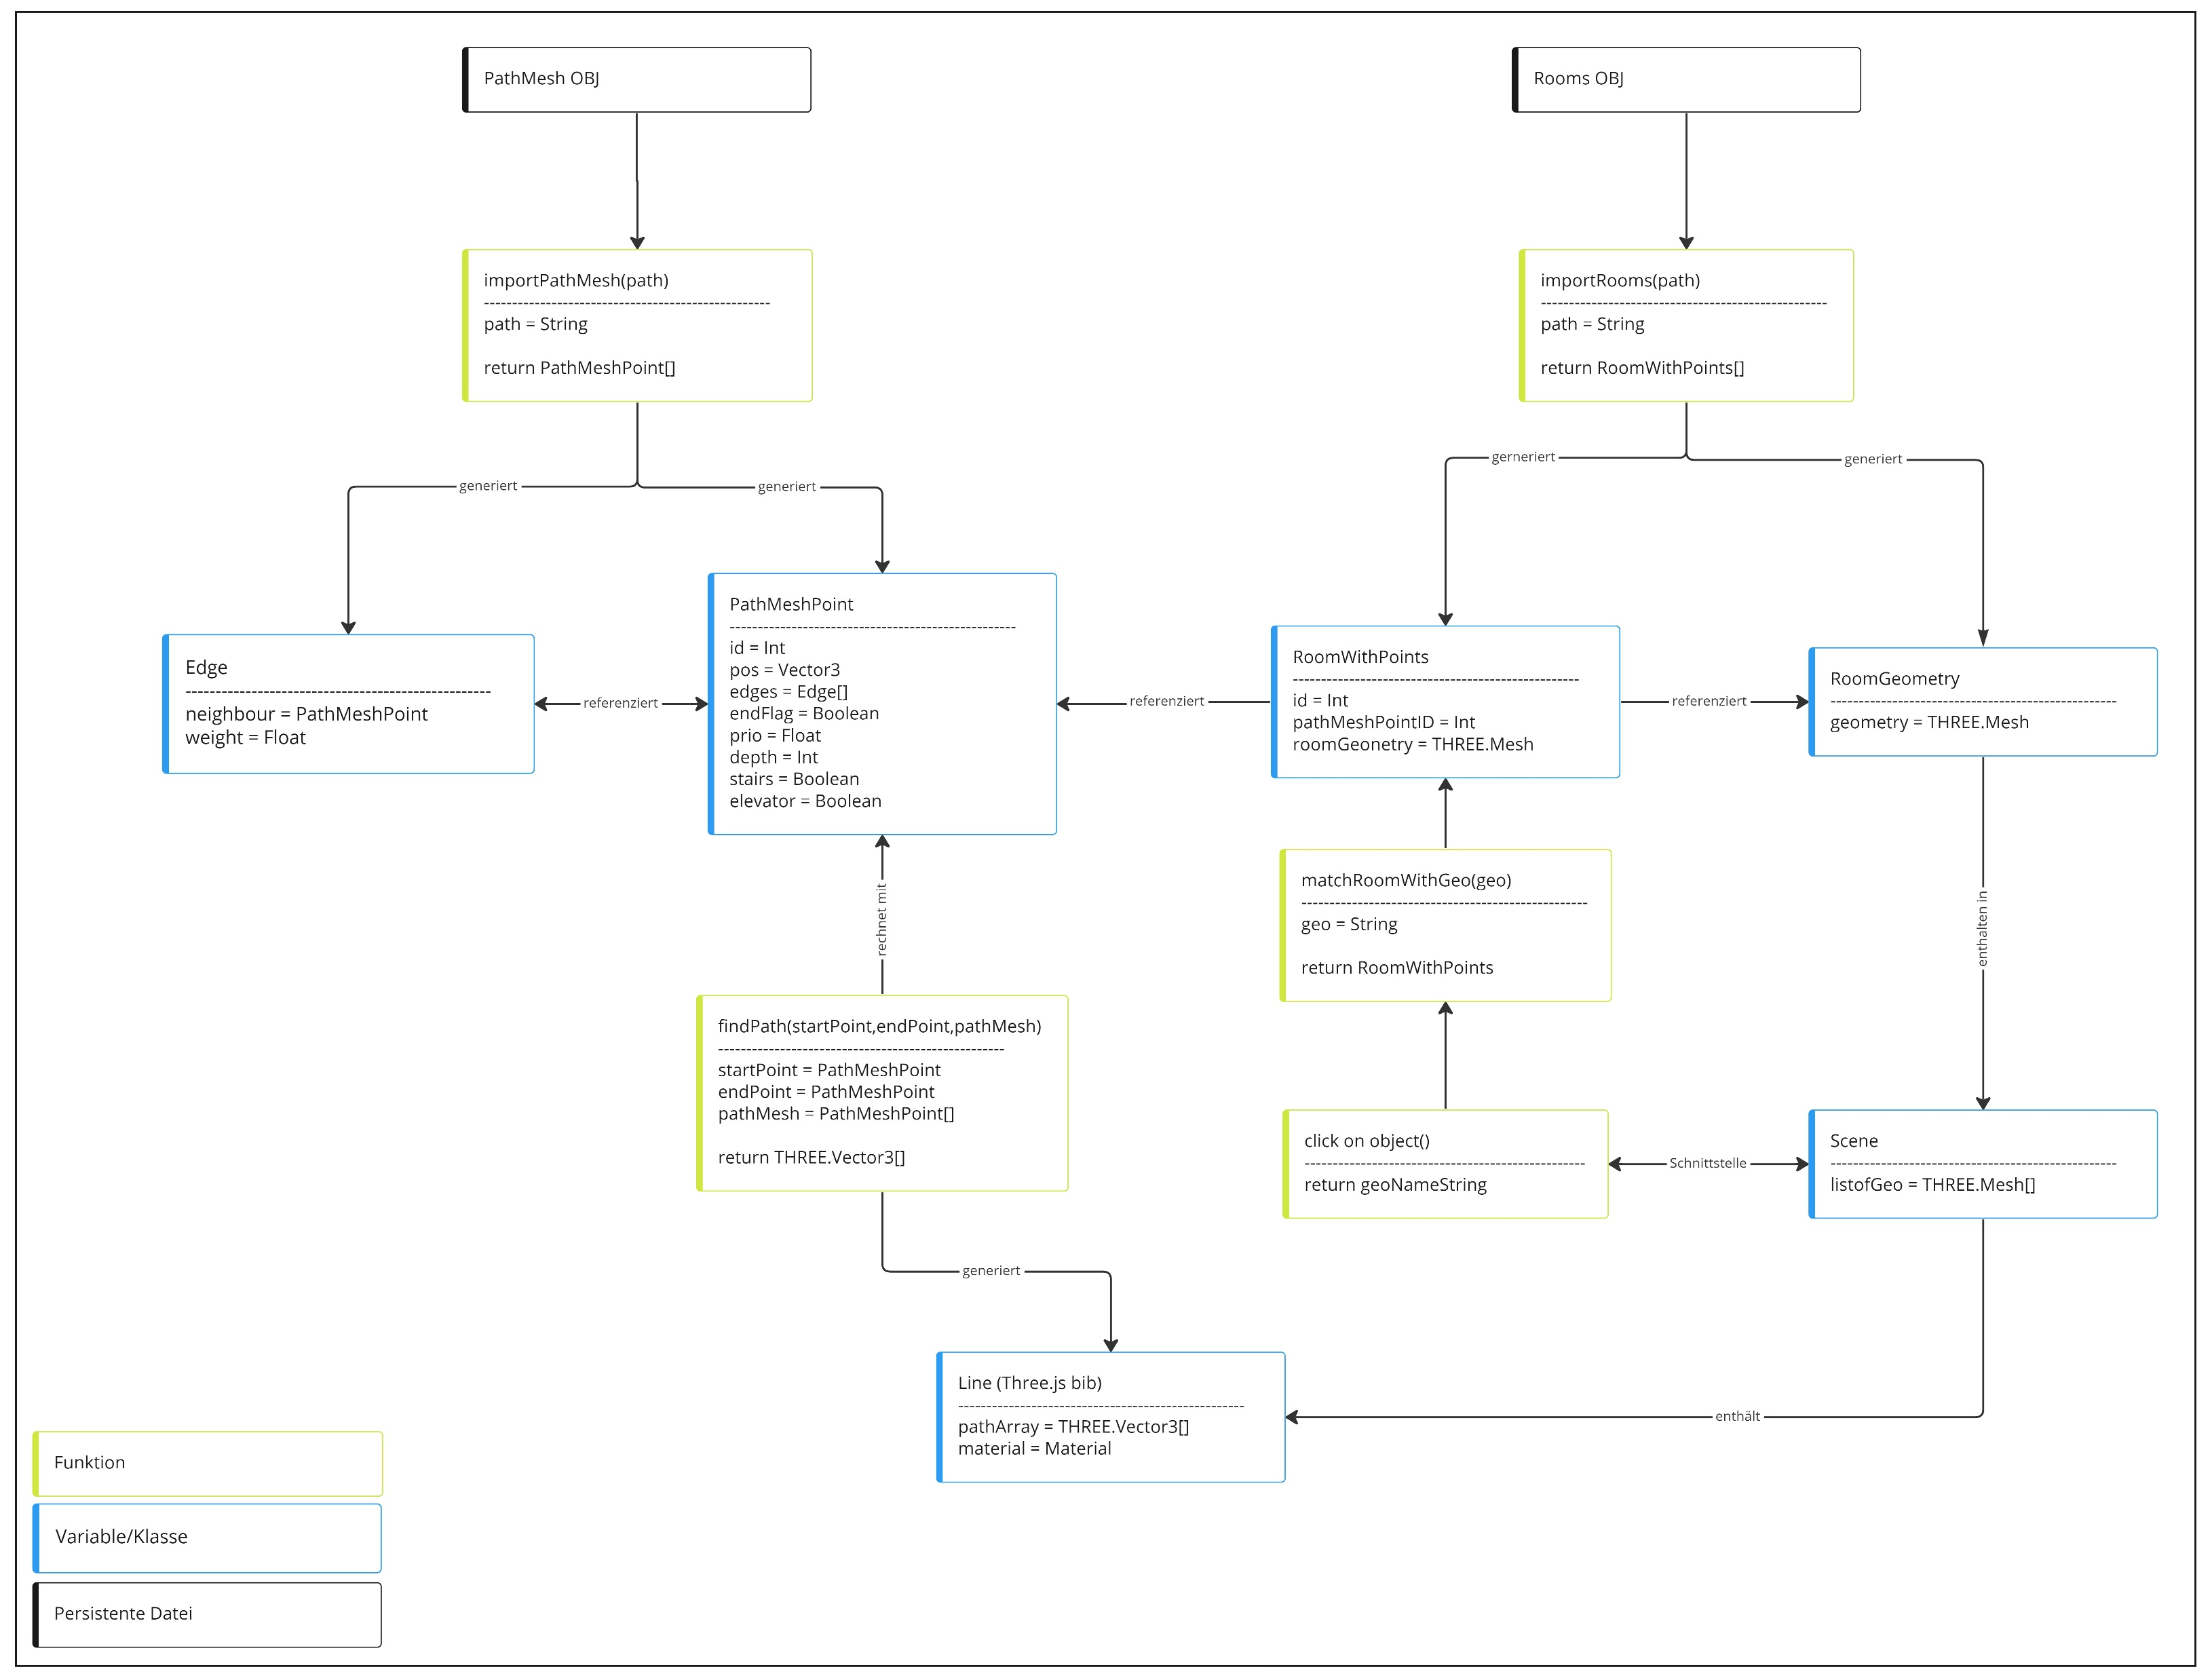 PathMesh OBJ
Rooms OBJ
importPathMesh(path)
---------------------------------------------------
path = String
return PathMeshPoint[]
importRooms(path)
---------------------------------------------------
path = String
return RoomWithPoints[]
generiert
generiert
gerneriert
generiert
Edge
---------------------------------------------------
neighbour = PathMeshPoint
weight = Float
referenziert
PathMeshPoint
---------------------------------------------------
id = Int
pos = Vector3
edges = Edge[]
endFlag = Boolean
prio = Float
depth = Int
stairs = Boolean
elevator = Boolean
referenziert
RoomWithPoints
---------------------------------------------------
id = Int
pathMeshPointID = Int
roomGeonetry = THREE.Mesh
referenziert
RoomGeometry
---------------------------------------------------
geometry = THREE.Mesh
rechnet mit
matchRoomWithGeo(geo)
---------------------------------------------------
geo = String
return RoomWithPoints
enthalten in
findPath(startPoint,endPoint,pathMesh)
---------------------------------------------------
startPoint = PathMeshPoint
endPoint = PathMeshPoint
pathMesh = PathMeshPoint[]
return THREE.Vector3[]
click on object()
--------------------------------------------------
return geoNameString
Schnittstelle
Scene
---------------------------------------------------
listofGeo = THREE.Mesh[]
generiert
Line (Three.js bib)
---------------------------------------------------
pathArray = THREE.Vector3[]
material = Material
enthält
Funktion
Variable/Klasse
Persistente Datei